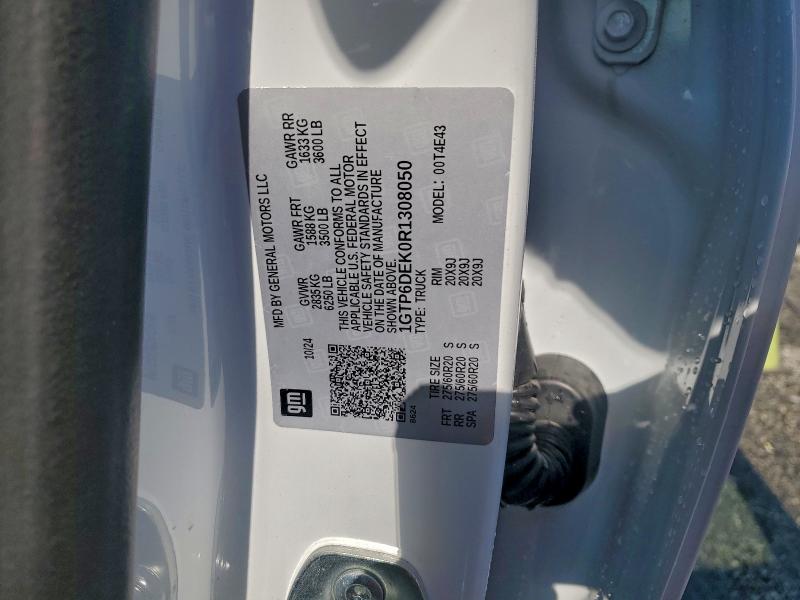 MFD BY GENERAL MOTORS LLC
gm
10/24
GVWR
2835 KG
6250 LB
GAWR FRT
1588 KG
3500 LB
GAWR RR
1633 KG
3600 LB
THIS VEHICLE CONFORMS TO ALL
APPLICABLE U.S. FEDERAL MOTOR
VEHICLE SAFETY STANDARDS IN EFFECT
ON THE DATE OF MANUFACTURE
SHOWN ABOVE.
1GTP6DEK0R1308050
8624
TYPE: TRUCK MODEL: 00T4E43
TIRE SIZE RIM
FRT 275/60R20 S 20X9J
RR 275/60R20 S 20X9J
SPA 275/60R20 S 20X9J